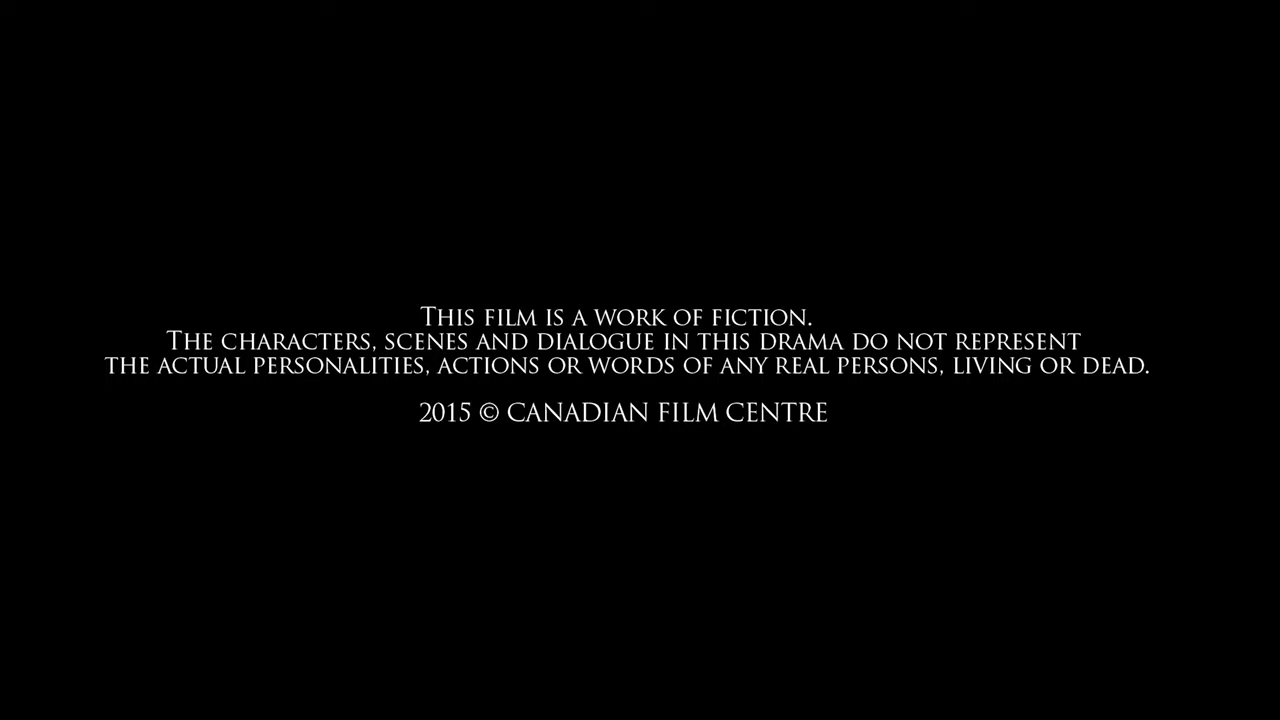 This film is a work of fiction.
The characters, scenes and dialogue in this drama do not represent
the actual personalities, actions or words of any real persons, living or dead.
2015 © CANADIAN FILM CENTRE